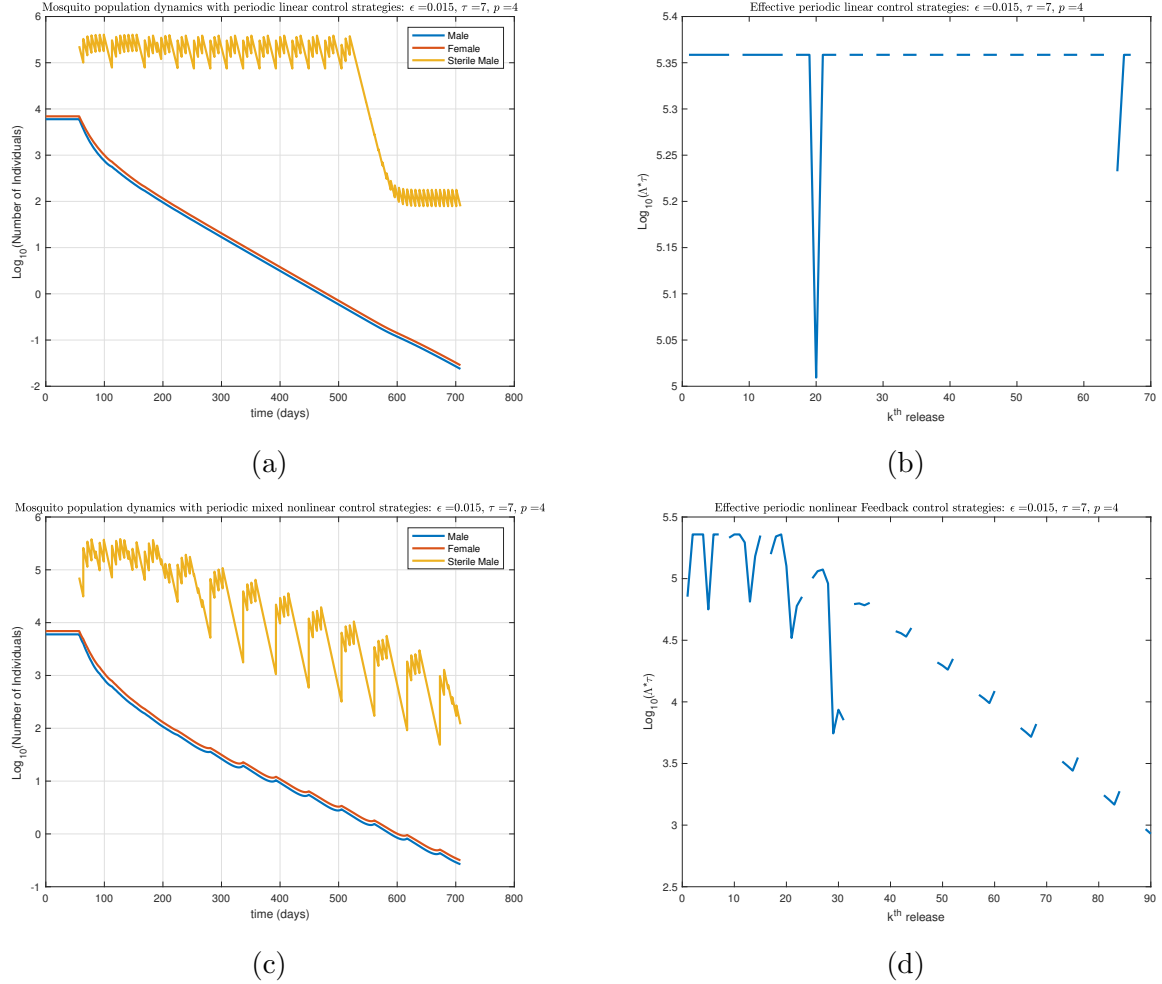 Mosquito population dynamics with periodic linear control strategies: ϵ =0.015, τ =7, p =4
6
5
4
3
2
1
0
-1
-2
Log10(Number of Individuals)
Male
Female
Sterile Male
0 100 200 300 400 500 600 700 800
time (days)
(a)
Effective periodic linear control strategies: ϵ =0.015, τ =7, p =4
5.4
5.35
5.3
5.25
5.2
5.15
5.1
5.05
5
Log10(Λ*τ)
0 10 20 30 40 50 60 70
kth release
(b)
Mosquito population dynamics with periodic mixed nonlinear control strategies: ϵ =0.015, τ =7, p =4
6
5
4
3
2
1
0
-1
Log10(Number of Individuals)
Male
Female
Sterile Male
0 100 200 300 400 500 600 700 800
time (days)
(c)
Effective periodic nonlinear Feedback control strategies: ϵ =0.015, τ =7, p =4
5.5
5
4.5
4
3.5
3
2.5
Log10(Λ*τ)
0 10 20 30 40 50 60 70 80 90
kth release
(d)